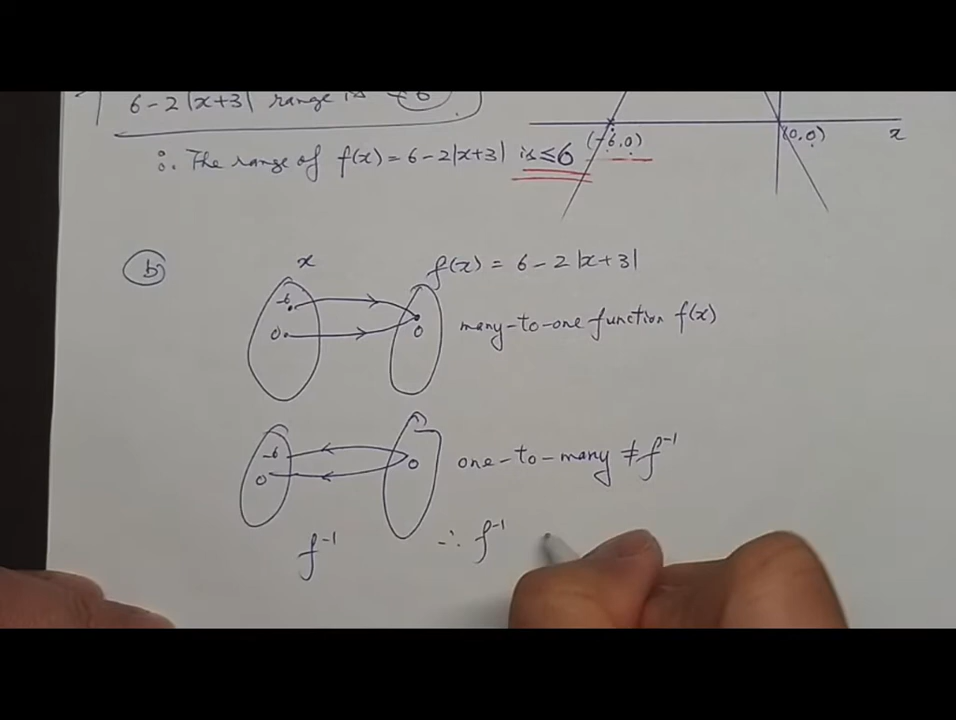 6 - 2|x+3| range is
∴ The range of f(x) = 6 - 2|x+3| is ≤ 6
(-6,0)
(0,0)
x
b
x
f(x) = 6 - 2|x+3|
-6
0
0
many-to-one function f(x)
-6
0
0
one-to-many ≠ f⁻¹
f⁻¹
∴ f⁻¹